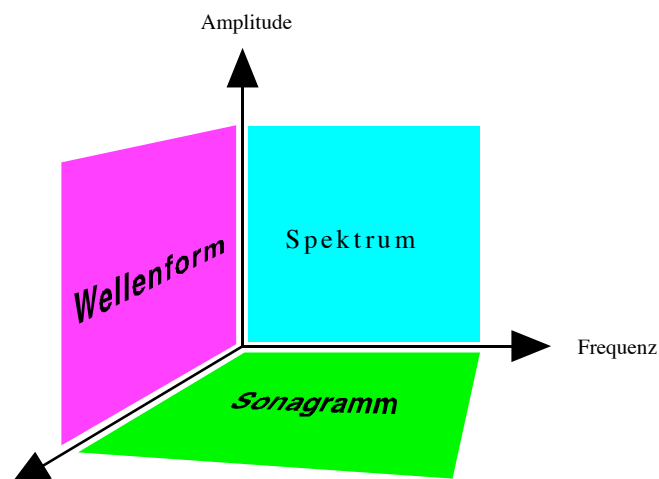 Amplitude
Spektrum
Wellenform
Frequenz
Sonagramm